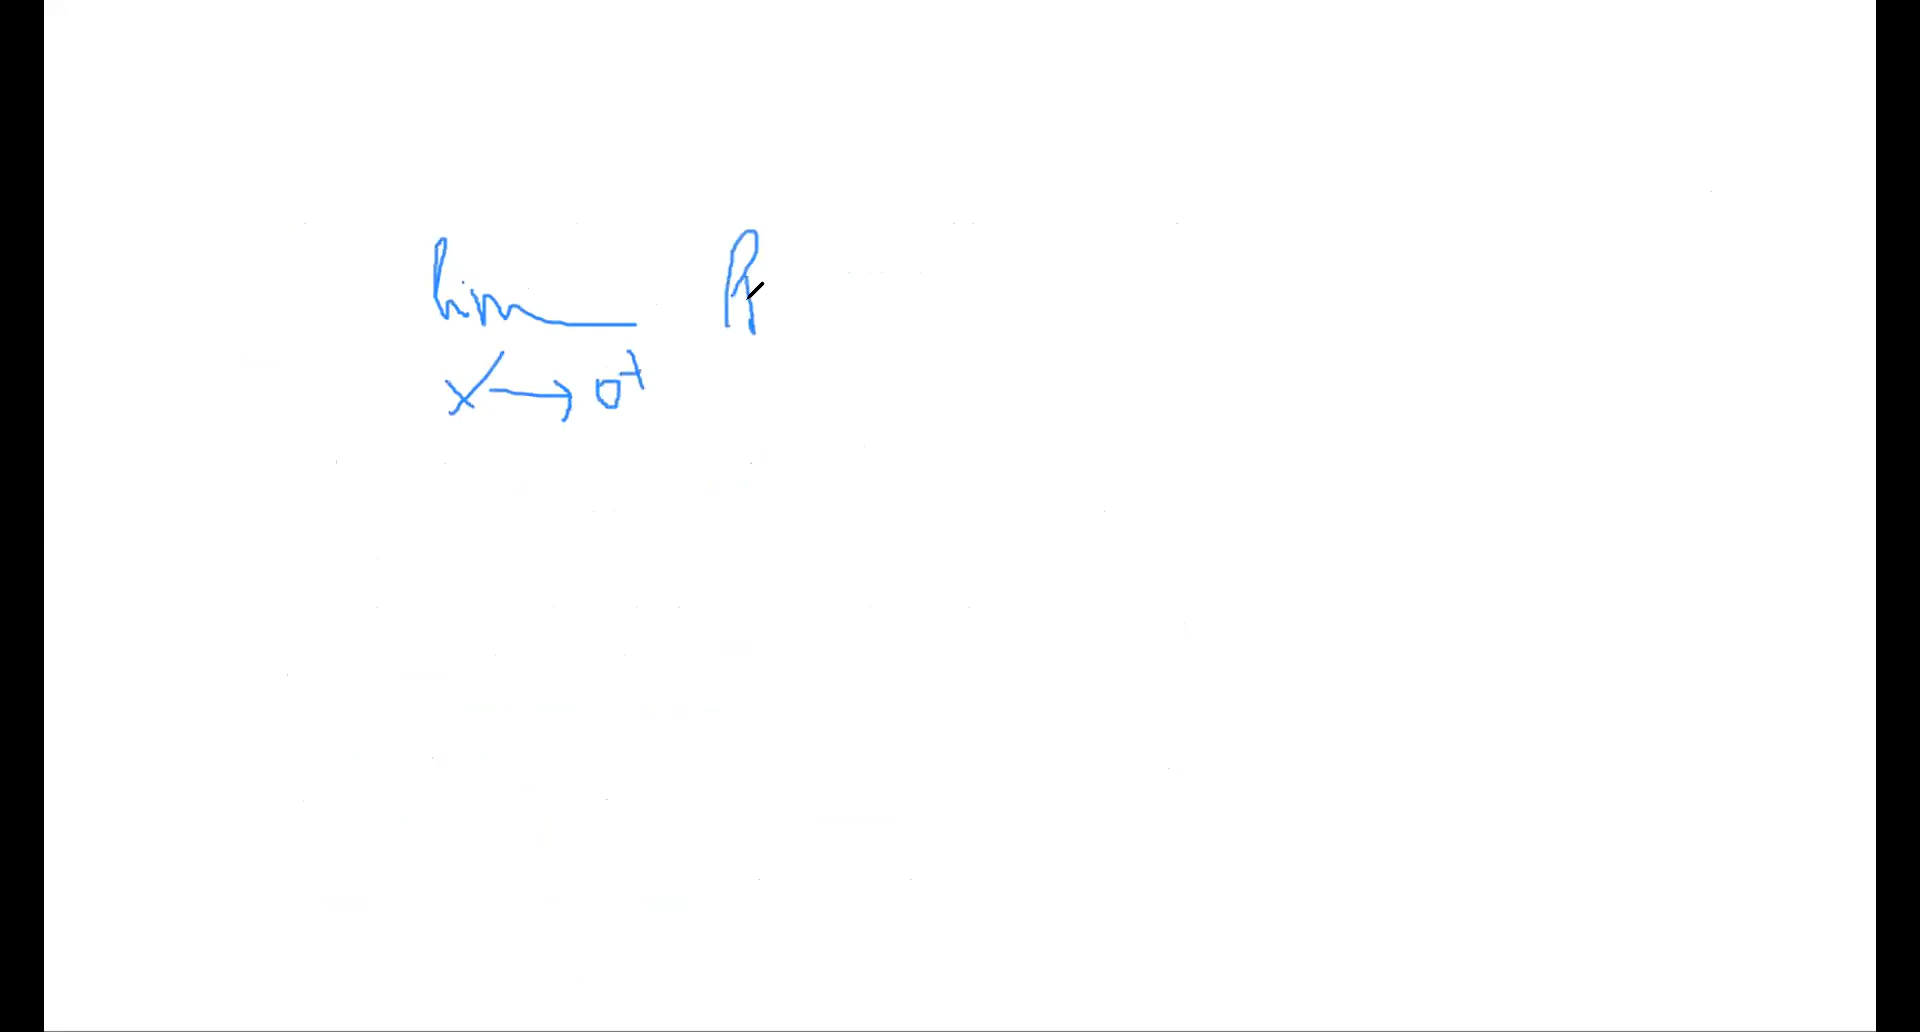 lim
x → 0⁺